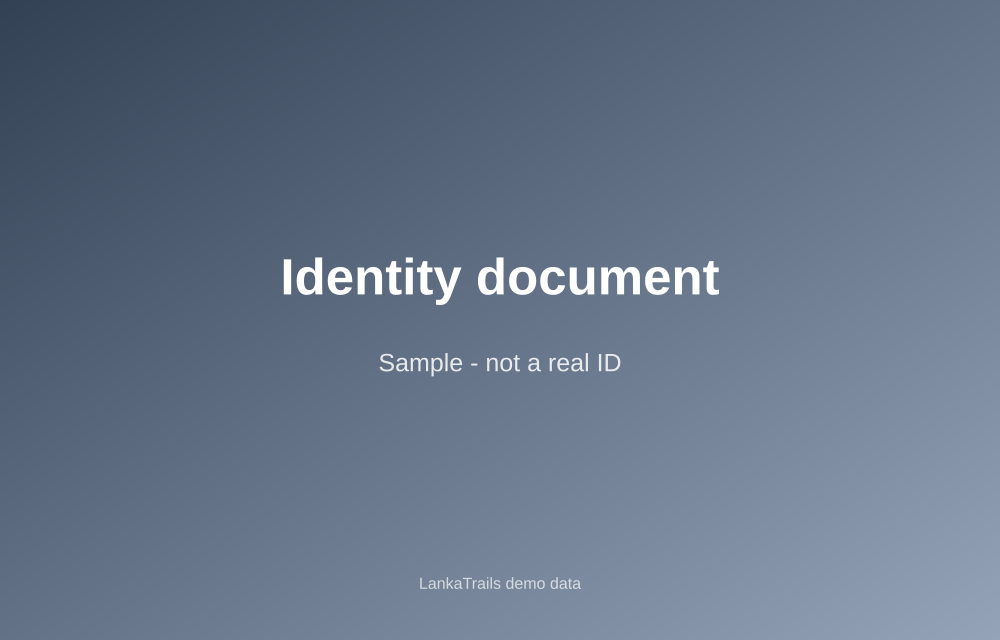 Identity document
Sample - not a real ID
LankaTrails demo data